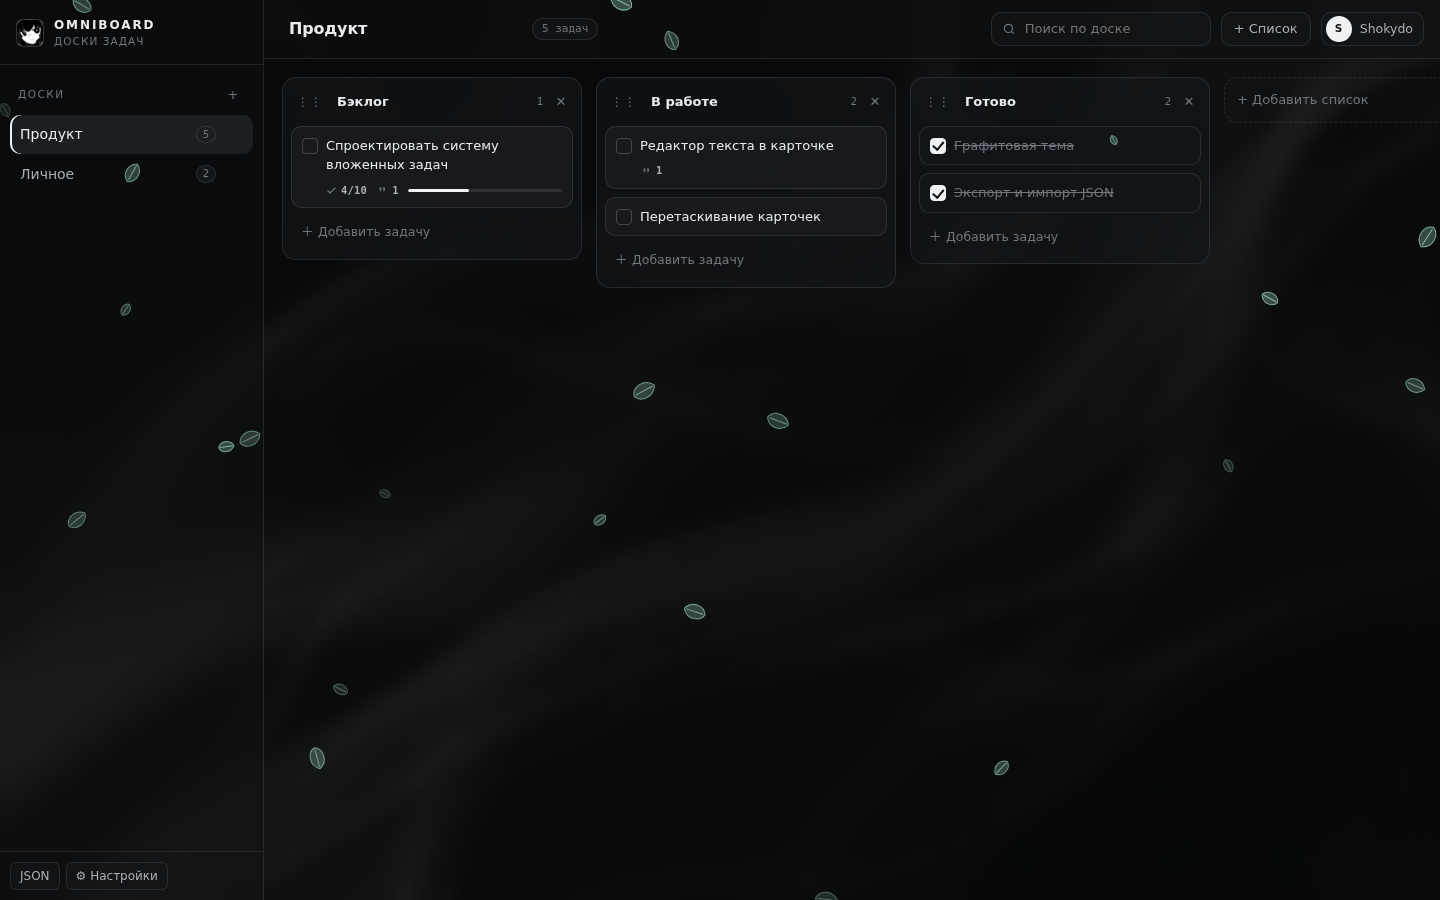 OMNIBOARD
ДОСКИ ЗАДАЧ
ДОСКИ
+
Продукт
5
Личное
2
JSON
⚙ Настройки
Продукт
5 задач
Поиск по доске
+ Список
S
Shokydo
Бэклог
1
✕
Спроектировать систему
вложенных задач
4/10
1
+ Добавить задачу
В работе
2
✕
Редактор текста в карточке
1
Перетаскивание карточек
+ Добавить задачу
Готово
2
✕
Графитовая тема
Экспорт и импорт JSON
+ Добавить задачу
+ Добавить список